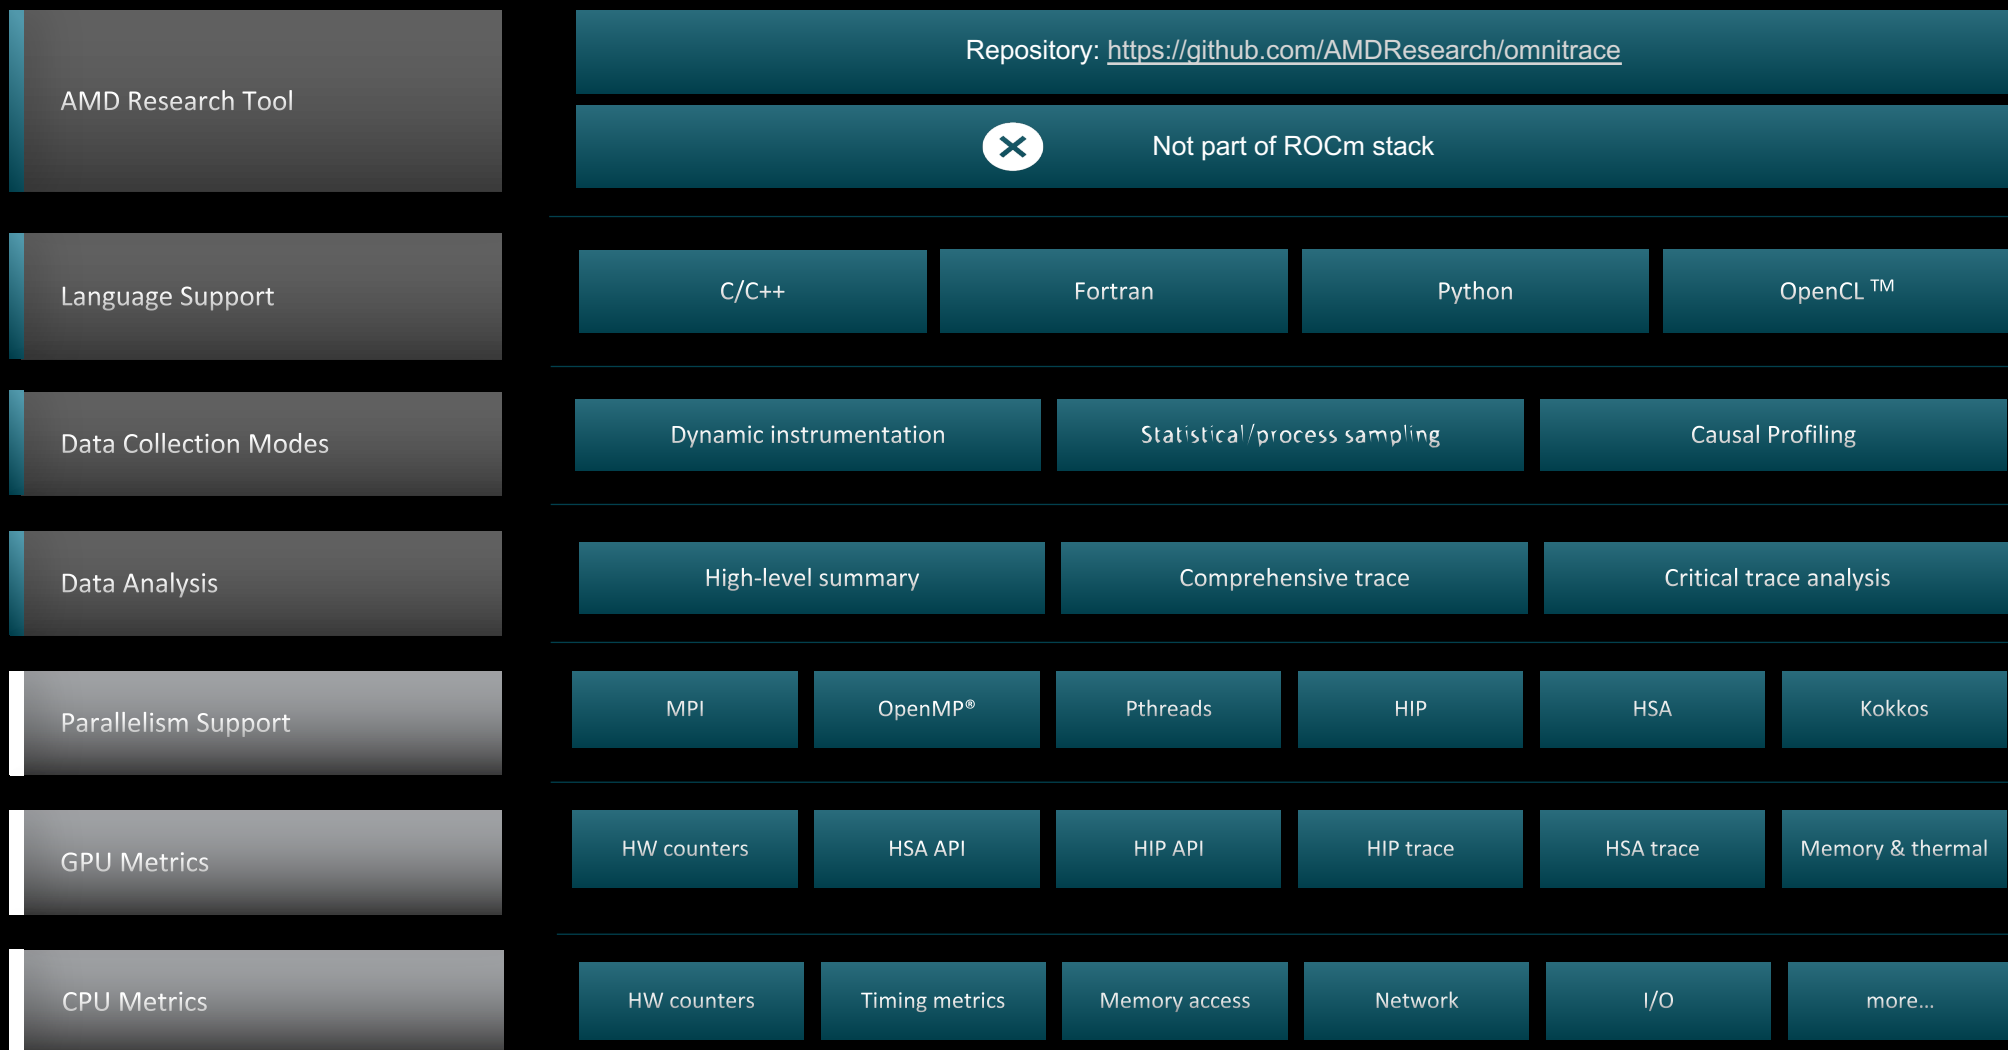 AMD Research Tool
Repository: https://github.com/AMDResearch/omnitrace
Not part of ROCm stack
Language Support
C/C++
Fortran
Python
OpenCL ™
Data Collection Modes
Dynamic instrumentation
Statistical/process sampling
Causal Profiling
Data Analysis
High-level summary
Comprehensive trace
Critical trace analysis
Parallelism Support
MPI
OpenMP®
Pthreads
HIP
HSA
Kokkos
GPU Metrics
HW counters
HSA API
HIP API
HIP trace
HSA trace
Memory & thermal
CPU Metrics
HW counters
Timing metrics
Memory access
Network
I/O
more...